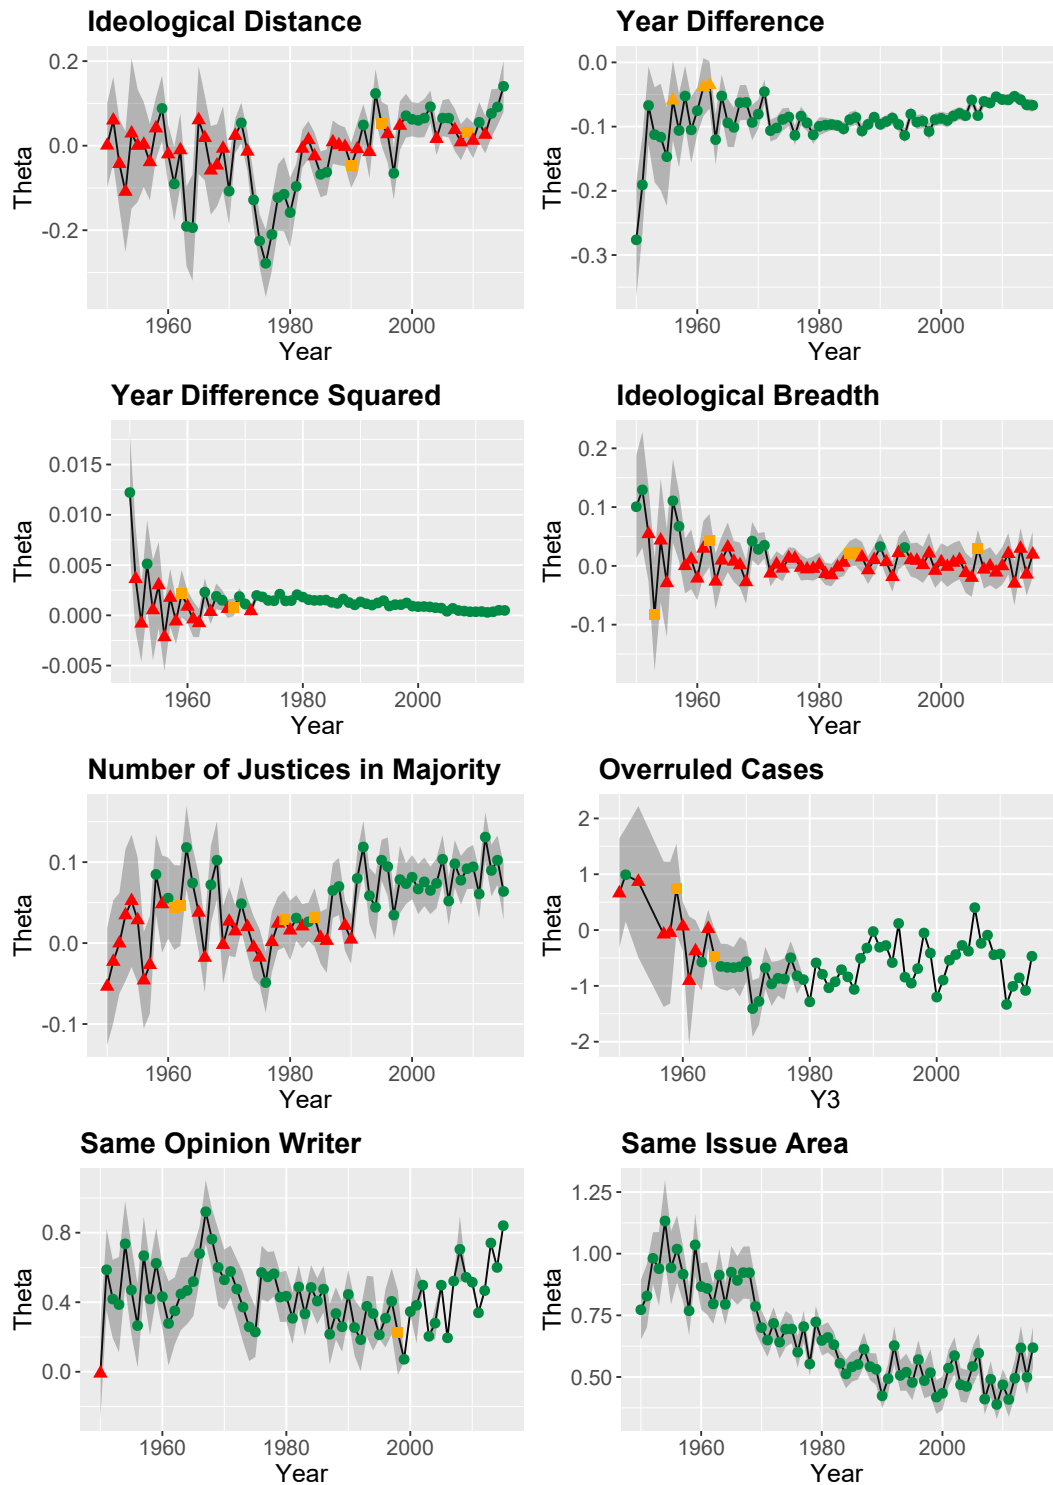 Ideological Distance
Year Difference
0.2
0.0
-0.2
Theta
1960
1980
2000
Year
0.0
-0.1
-0.2
-0.3
Theta
1960
1980
2000
Year
Year Difference Squared
Ideological Breadth
0.015
0.010
0.005
0.000
-0.005
Theta
1960
1980
2000
Year
0.2
0.1
0.0
-0.1
Theta
1960
1980
2000
Year
Number of Justices in Majority
Overruled Cases
0.1
0.0
-0.1
Theta
1960
1980
2000
Year
2
1
0
-1
-2
Theta
1960
1980
2000
Y3
Same Opinion Writer
Same Issue Area
0.8
0.4
0.0
Theta
1960
1980
2000
Year
1.25
1.00
0.75
0.50
Theta
1960
1980
2000
Year